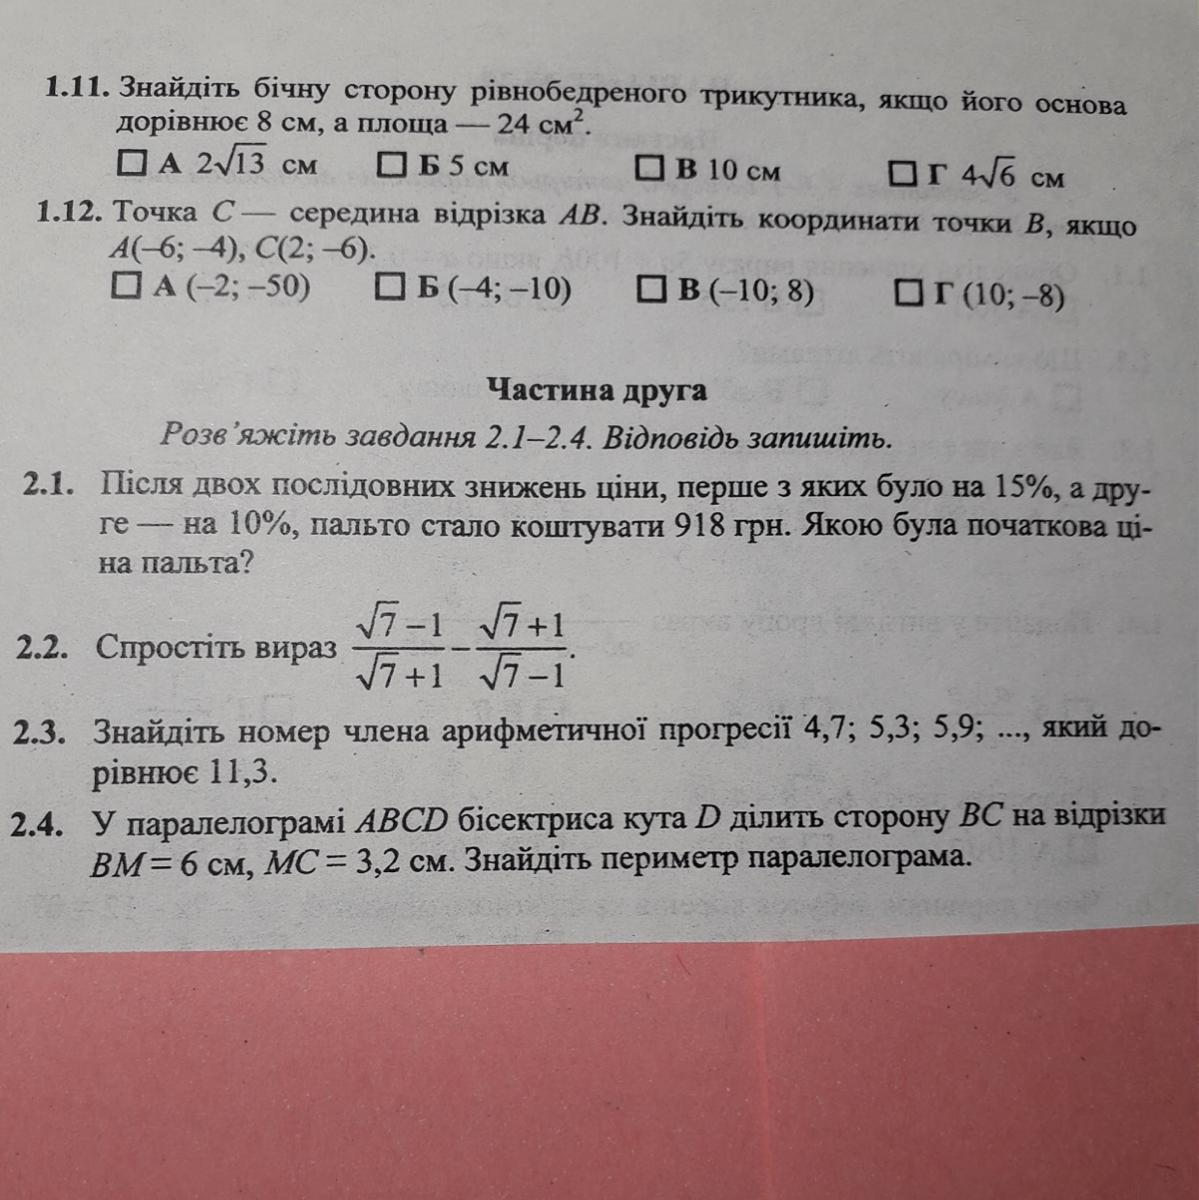 1.11. Знайдіть бічну сторону рівнобедреного трикутника, якщо його основа
дорівнює 8 см, а площа — 24 см².
☐ А 2√13 см ☐ Б 5 см ☐ В 10 см ☐ Г 4√6 см
1.12. Точка C — середина відрізка AB. Знайдіть координати точки B, якщо
A(–6; –4), C(2; –6).
☐ А (–2; –50) ☐ Б (–4; –10) ☐ В (–10; 8) ☐ Г (10; –8)
Частина друга
Розв'яжіть завдання 2.1–2.4. Відповідь запишіть.
2.1. Після двох послідовних знижень ціни, перше з яких було на 15%, а дру-
ге — на 10%, пальто стало коштувати 918 грн. Якою була початкова ці-
на пальта?
2.2. Спростіть вираз (√7–1)/(√7+1) – (√7+1)/(√7–1).
2.3. Знайдіть номер члена арифметичної прогресії 4,7; 5,3; 5,9; ..., який до-
рівнює 11,3.
2.4. У паралелограмі ABCD бісектриса кута D ділить сторону BC на відрізки
BM = 6 см, MC = 3,2 см. Знайдіть периметр паралелограма.